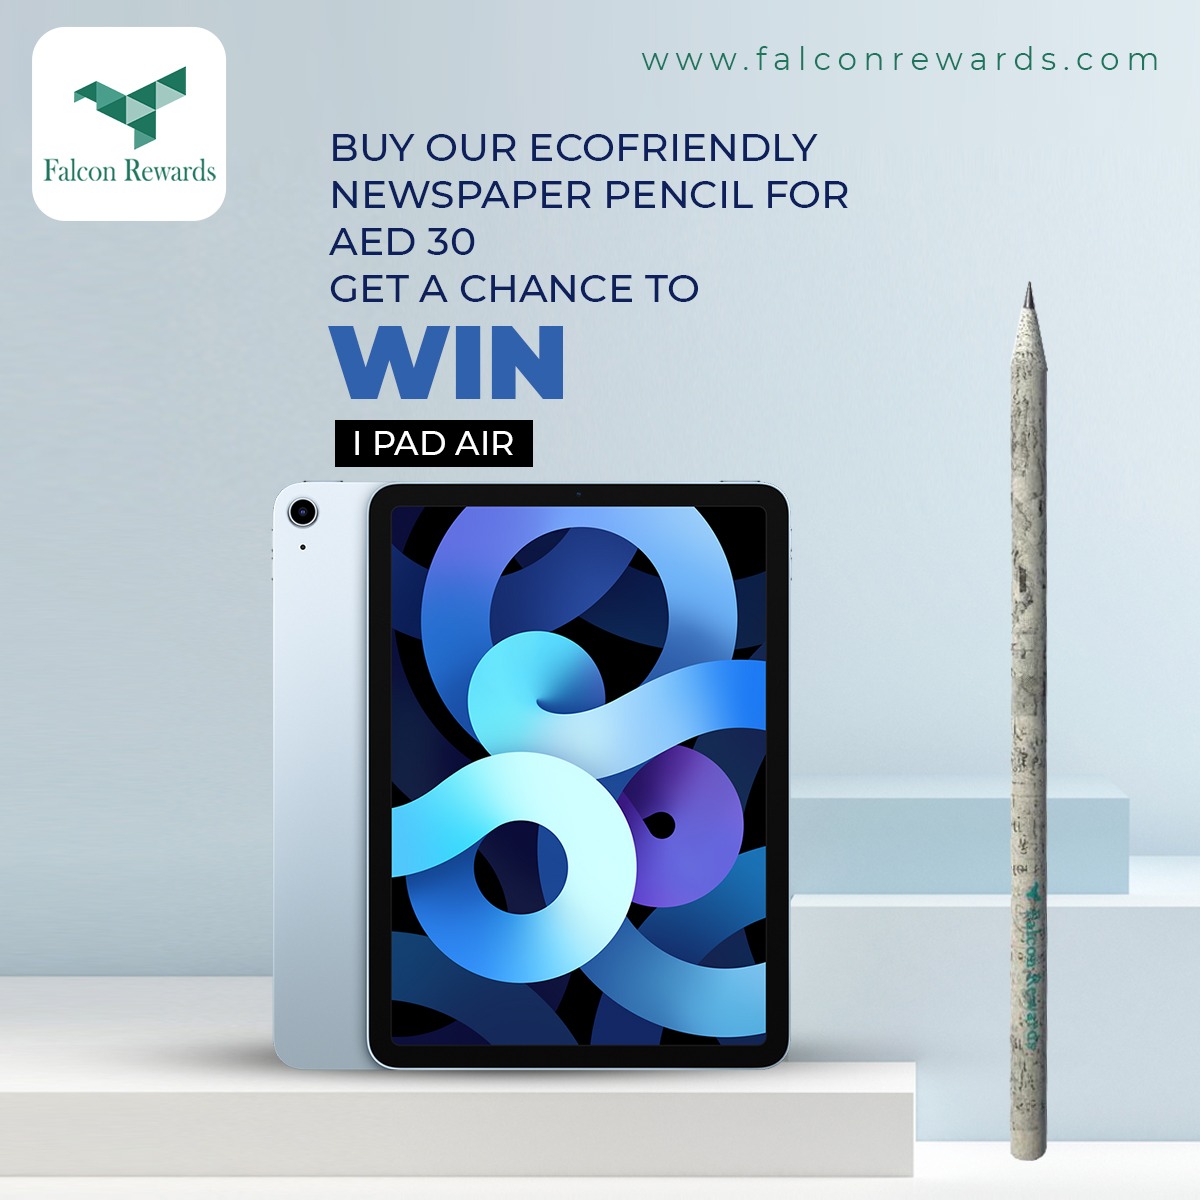 Falcon Rewards
www.falconrewards.com
BUY OUR ECOFRIENDLY
NEWSPAPER PENCIL FOR
AED 30
GET A CHANCE TO
WIN
I PAD AIR
Falcon Rewards